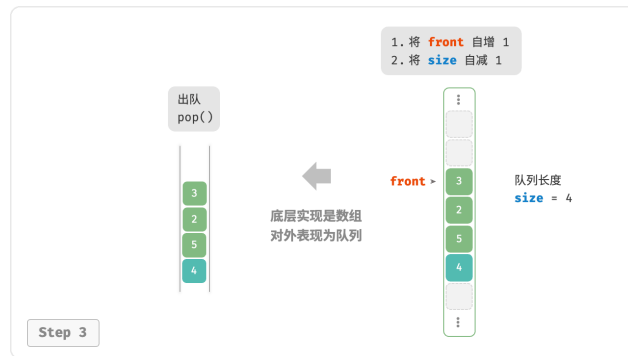 1. 将 front 自增 1
2. 将 size 自减 1
出队
pop()
3
2
5
4
底层实现是数组
对外表现为队列
front
3
2
5
4
队列长度
size = 4
Step 3